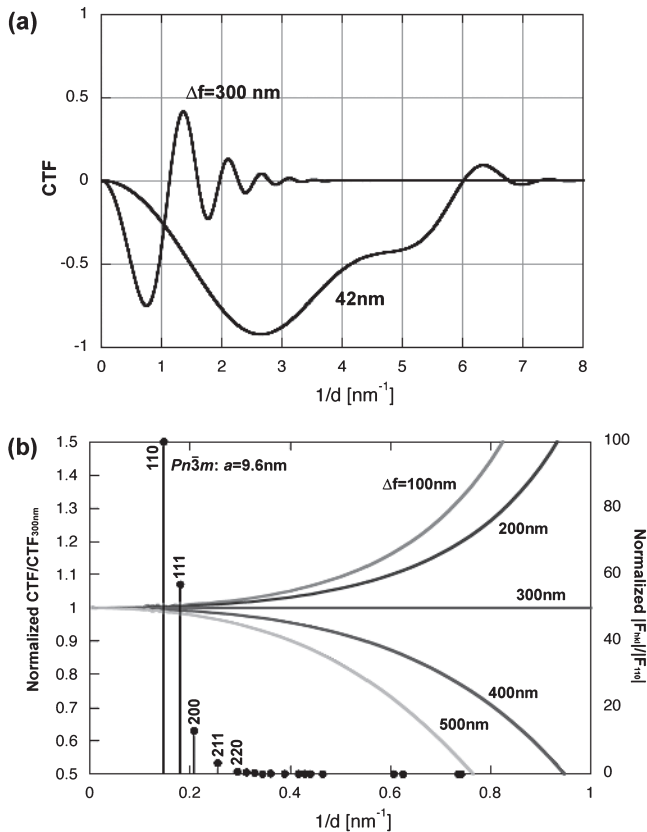 (a)
1
0.5
0
-0.5
-1
CTF
Δf=300 nm
42nm
0 1 2 3 4 5 6 7 8
1/d [nm⁻¹]
(b)
1.5
1.4
1.3
1.2
1.1
1
0.9
0.8
0.7
0.6
0.5
Normalized CTF/CTF300nm
110
Pn3̄m: a=9.6nm
111
200
211
220
Δf=100nm
200nm
300nm
400nm
500nm
100
80
60
40
20
0
Normalized |Fhkl|/|F110|
0 0.2 0.4 0.6 0.8 1
1/d [nm⁻¹]